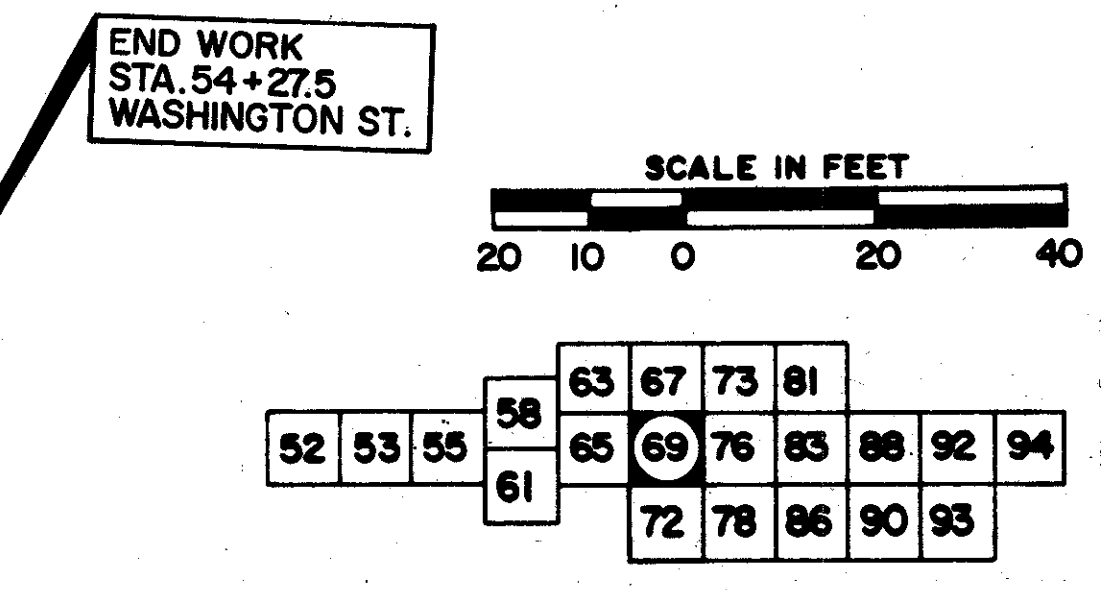 END WORK
STA. 54+27.5
WASHINGTON ST.
SCALE IN FEET
20 10 0 20 40
63 67 73 81
58
52 53 55 65 69 76 83 88 92 94
61
72 78 86 90 93